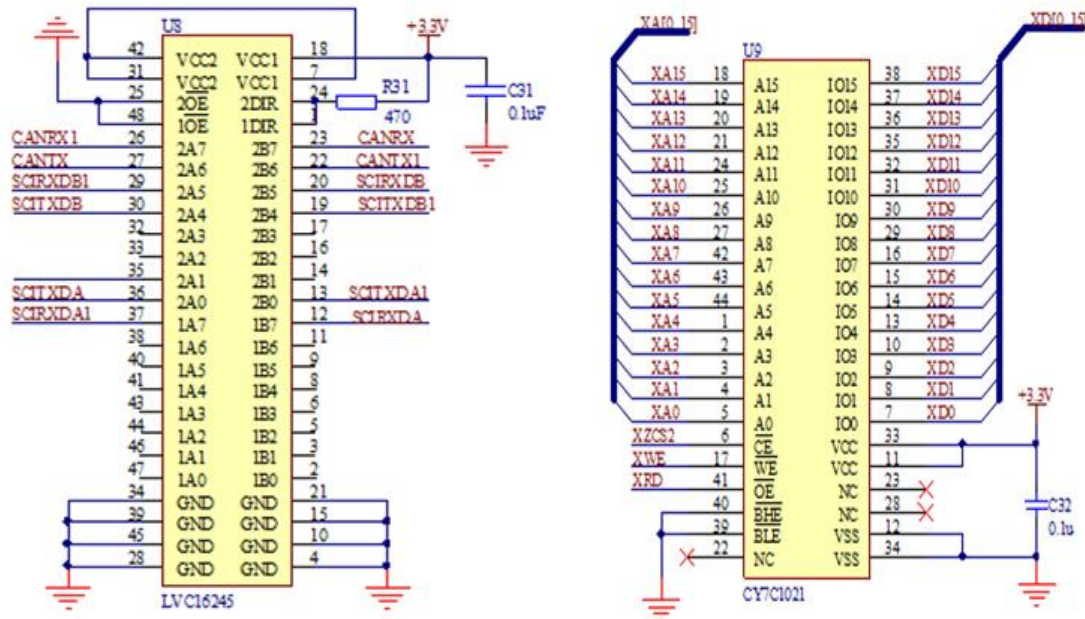 U8
+3.3V
42 VCC2 VCC1 18
31 VCC2 VCC1 7
25 2OE 2DIR 24
R31
470
48 1OE 1DIR 1
C31
0.1uF
CANRX1 26 2A7 2B7 23 CANRX
CANTX 27 2A6 2B6 22 CANTX1
SCIRXDB1 29 2A5 2B5 20 SCIRXDB
SCITXDB 30 2A4 2B4 19 SCITXDB1
32 2A3 2B3 17
33 2A2 2B2 16
35 2A1 2B1 14
SCITXDA 36 2A0 2B0 13 SCITXDA1
SCIRXDA1 37 1A7 1B7 12 SCIRXDA
38 1A6 1B6 11
40 1A5 1B5 9
41 1A4 1B4 8
43 1A3 1B3 6
44 1A2 1B2 5
46 1A1 1B1 3
47 1A0 1B0 2
34 GND GND 21
39 GND GND 15
45 GND GND 10
28 GND GND 4
LVC16245
XA[0..15] XD[0..15]
U9
XA15 18 A15 IO15 38 XD15
XA14 19 A14 IO14 37 XD14
XA13 20 A13 IO13 36 XD13
XA12 21 A12 IO12 35 XD12
XA11 24 A11 IO11 32 XD11
XA10 25 A10 IO10 31 XD10
XA9 26 A9 IO9 30 XD9
XA8 27 A8 IO8 29 XD8
XA7 42 A7 IO7 16 XD7
XA6 43 A6 IO6 15 XD6
XA5 44 A5 IO5 14 XD5
XA4 1 A4 IO4 13 XD4
XA3 2 A3 IO3 10 XD3
XA2 3 A2 IO2 9 XD2
XA1 4 A1 IO1 8 XD1
XA0 5 A0 IO0 7 XD0
+3.3V
XZCS2 6 CE VCC 33
XWE 17 WE VCC 11
XRD 41 OE NC 23
40 BHE NC 28
39 BLE VSS 12
22 NC VSS 34
C32
0.1u
CY7C1021